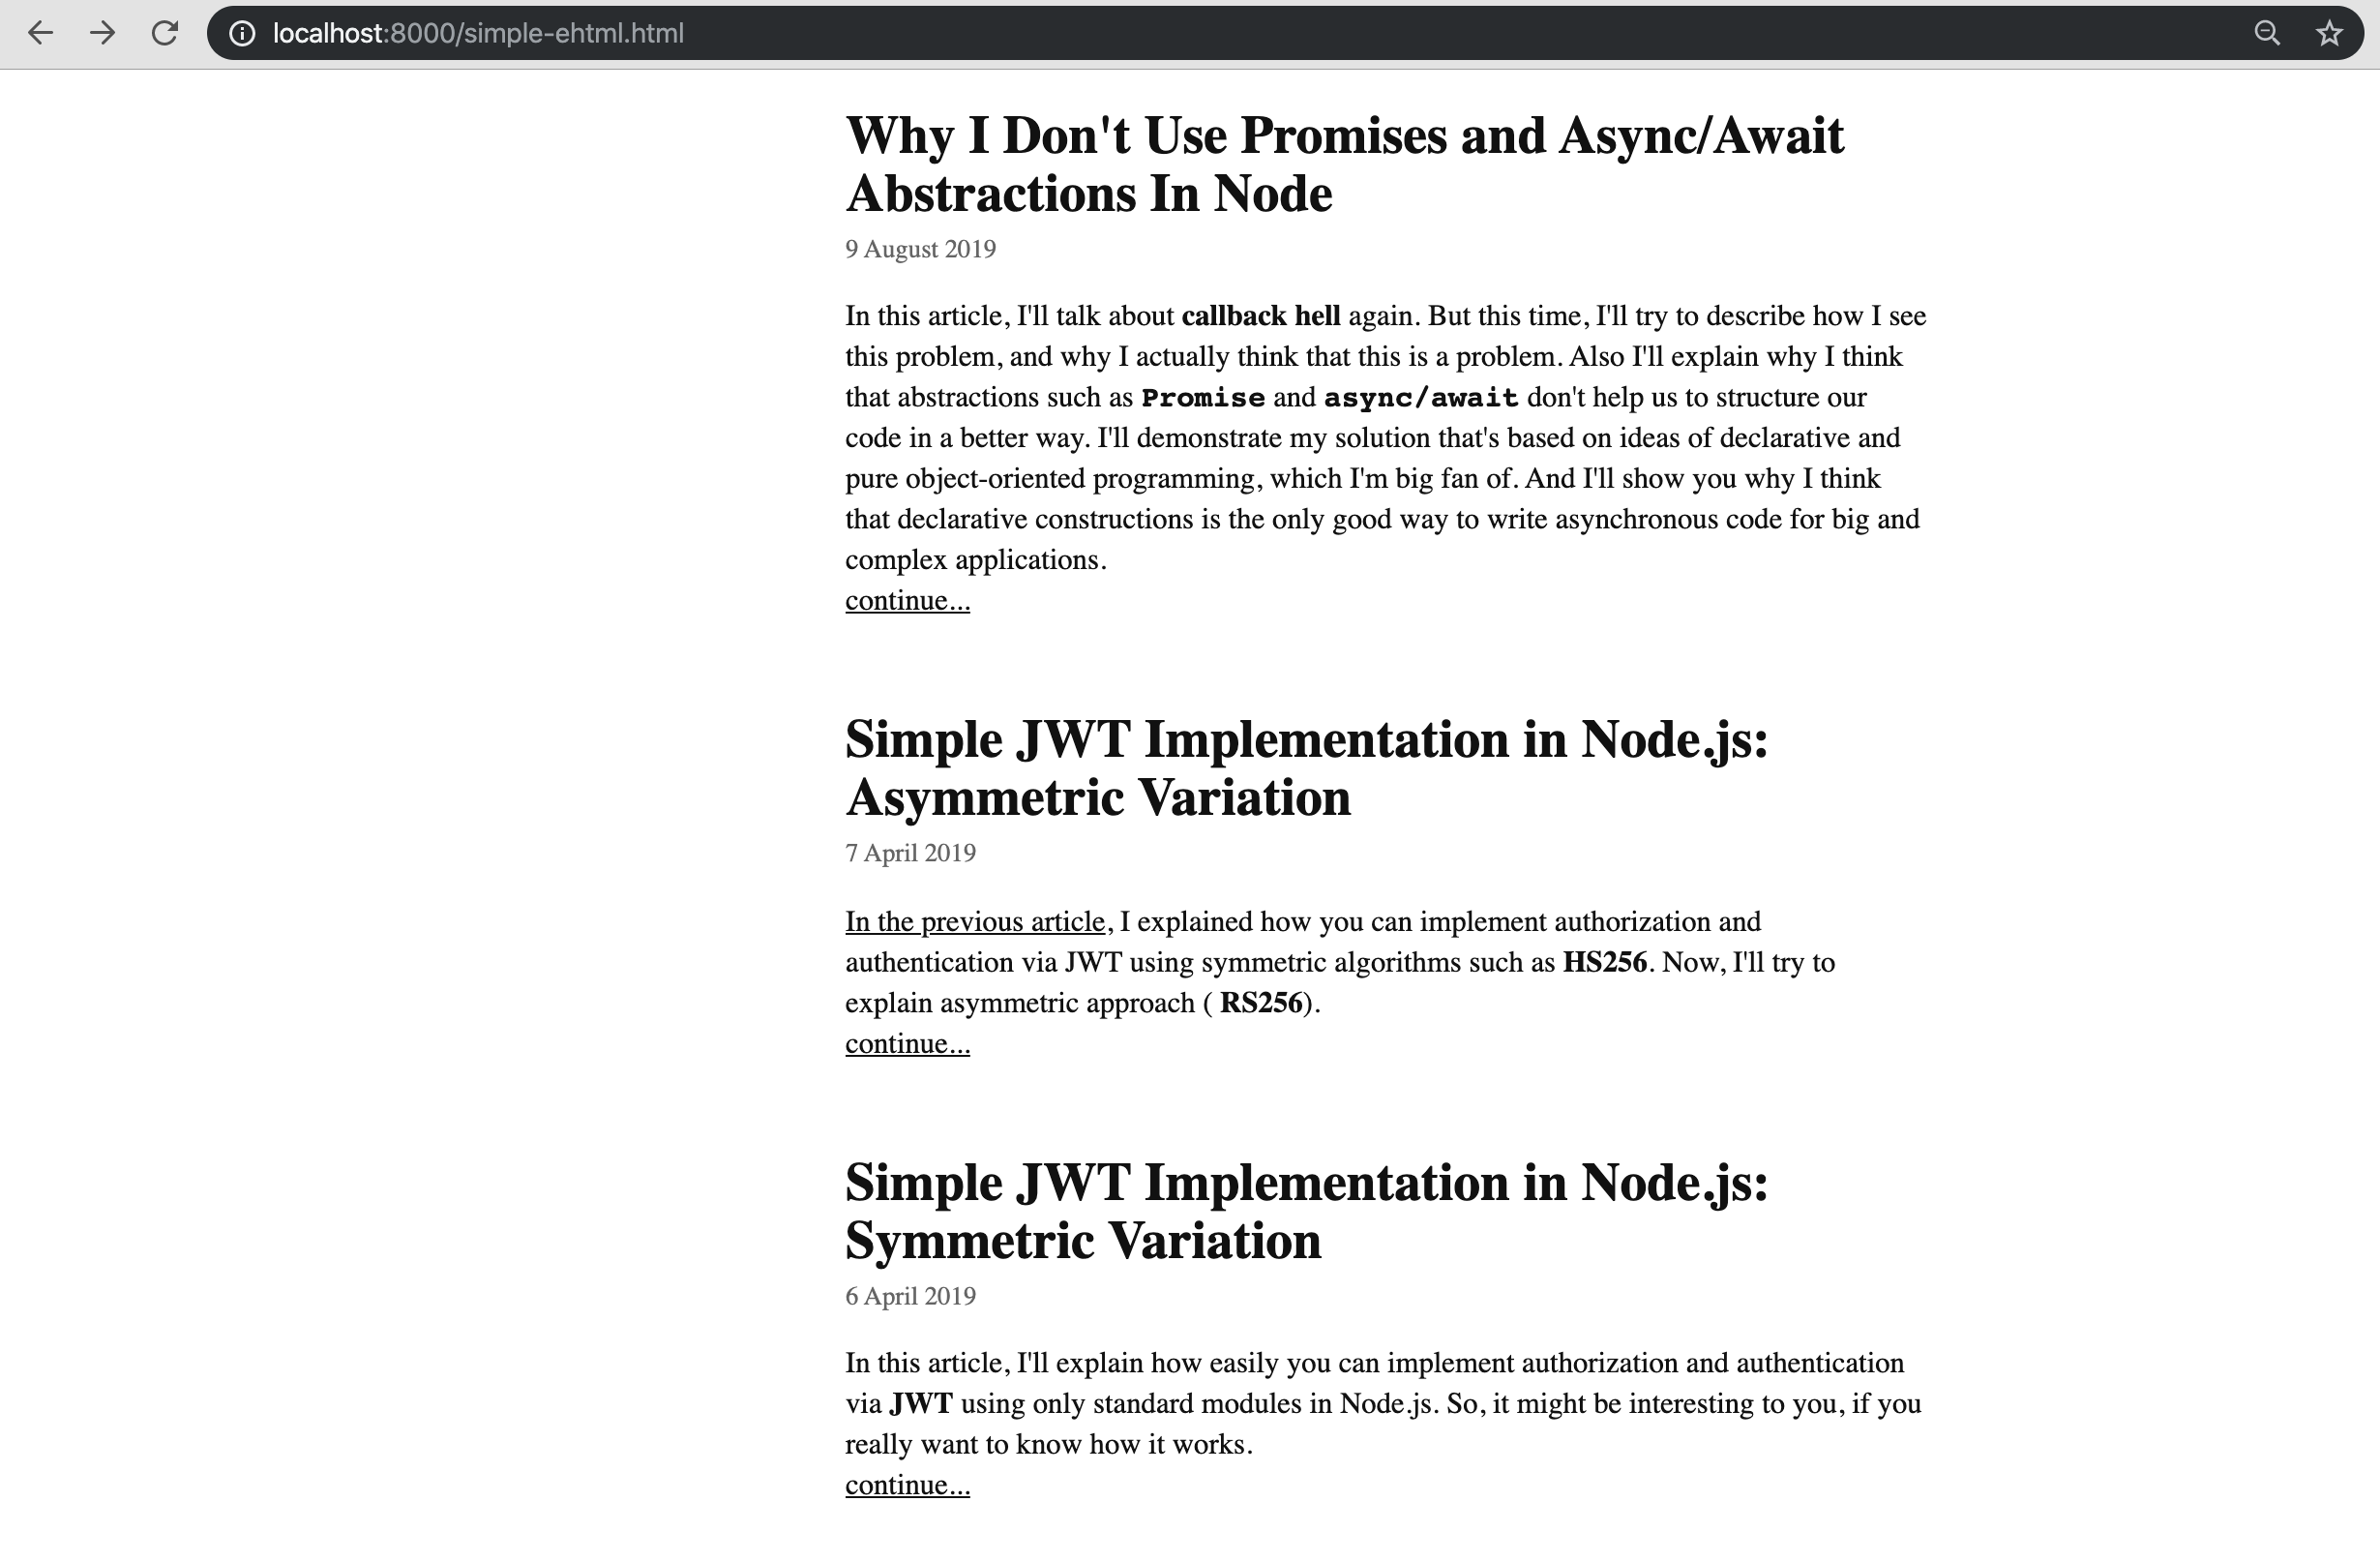 localhost:8000/simple-ehtml.html
Why I Don't Use Promises and Async/Await
Abstractions In Node
9 August 2019
In this article, I'll talk about callback hell again. But this time, I'll try to describe how I see
this problem, and why I actually think that this is a problem. Also I'll explain why I think
that abstractions such as Promise and async/await don't help us to structure our
code in a better way. I'll demonstrate my solution that's based on ideas of declarative and
pure object-oriented programming, which I'm big fan of. And I'll show you why I think
that declarative constructions is the only good way to write asynchronous code for big and
complex applications.
continue...
Simple JWT Implementation in Node.js:
Asymmetric Variation
7 April 2019
In the previous article, I explained how you can implement authorization and
authentication via JWT using symmetric algorithms such as HS256. Now, I'll try to
explain asymmetric approach ( RS256).
continue...
Simple JWT Implementation in Node.js:
Symmetric Variation
6 April 2019
In this article, I'll explain how easily you can implement authorization and authentication
via JWT using only standard modules in Node.js. So, it might be interesting to you, if you
really want to know how it works.
continue...